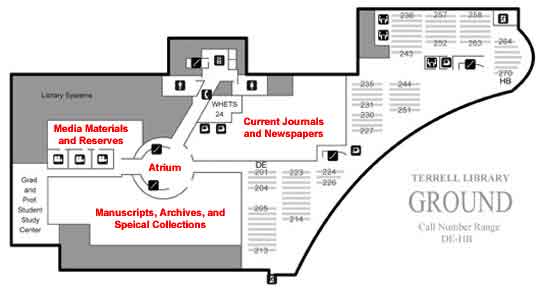 236
257
258
252
263
264
243
270
HB
Library Systems
235
244
231
251
230
227
WHETS
24
Current Journals
and Newspapers
Media Materials
and Reserves
Atrium
DE
201
223
224
226
204
205
214
213
Grad
and
Prof.
Student
Study
Center
Manuscripts, Archives, and
Speical Collections
TERRELL LIBRARY
GROUND
Call Number Range
DE-HB